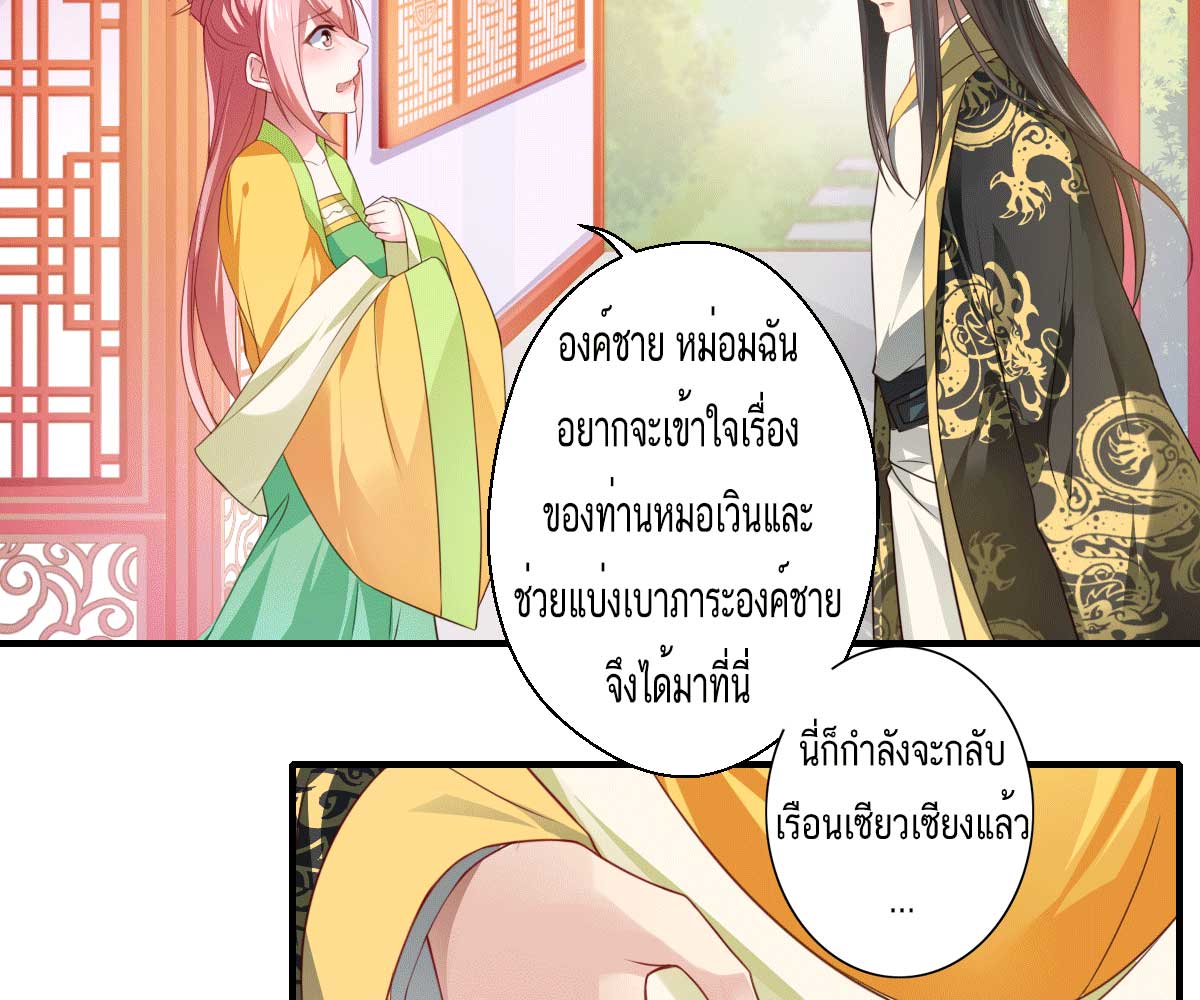 องค์ชาย หม่อมฉัน
อยากจะเข้าใจเรื่อง
ของท่านหมอเวินและ
ช่วยแบ่งเบาภาระองค์ชาย
จึงได้มาที่นี่
นี่ก็กำลังจะกลับ
เรือนเซียวเซียงแล้ว
...